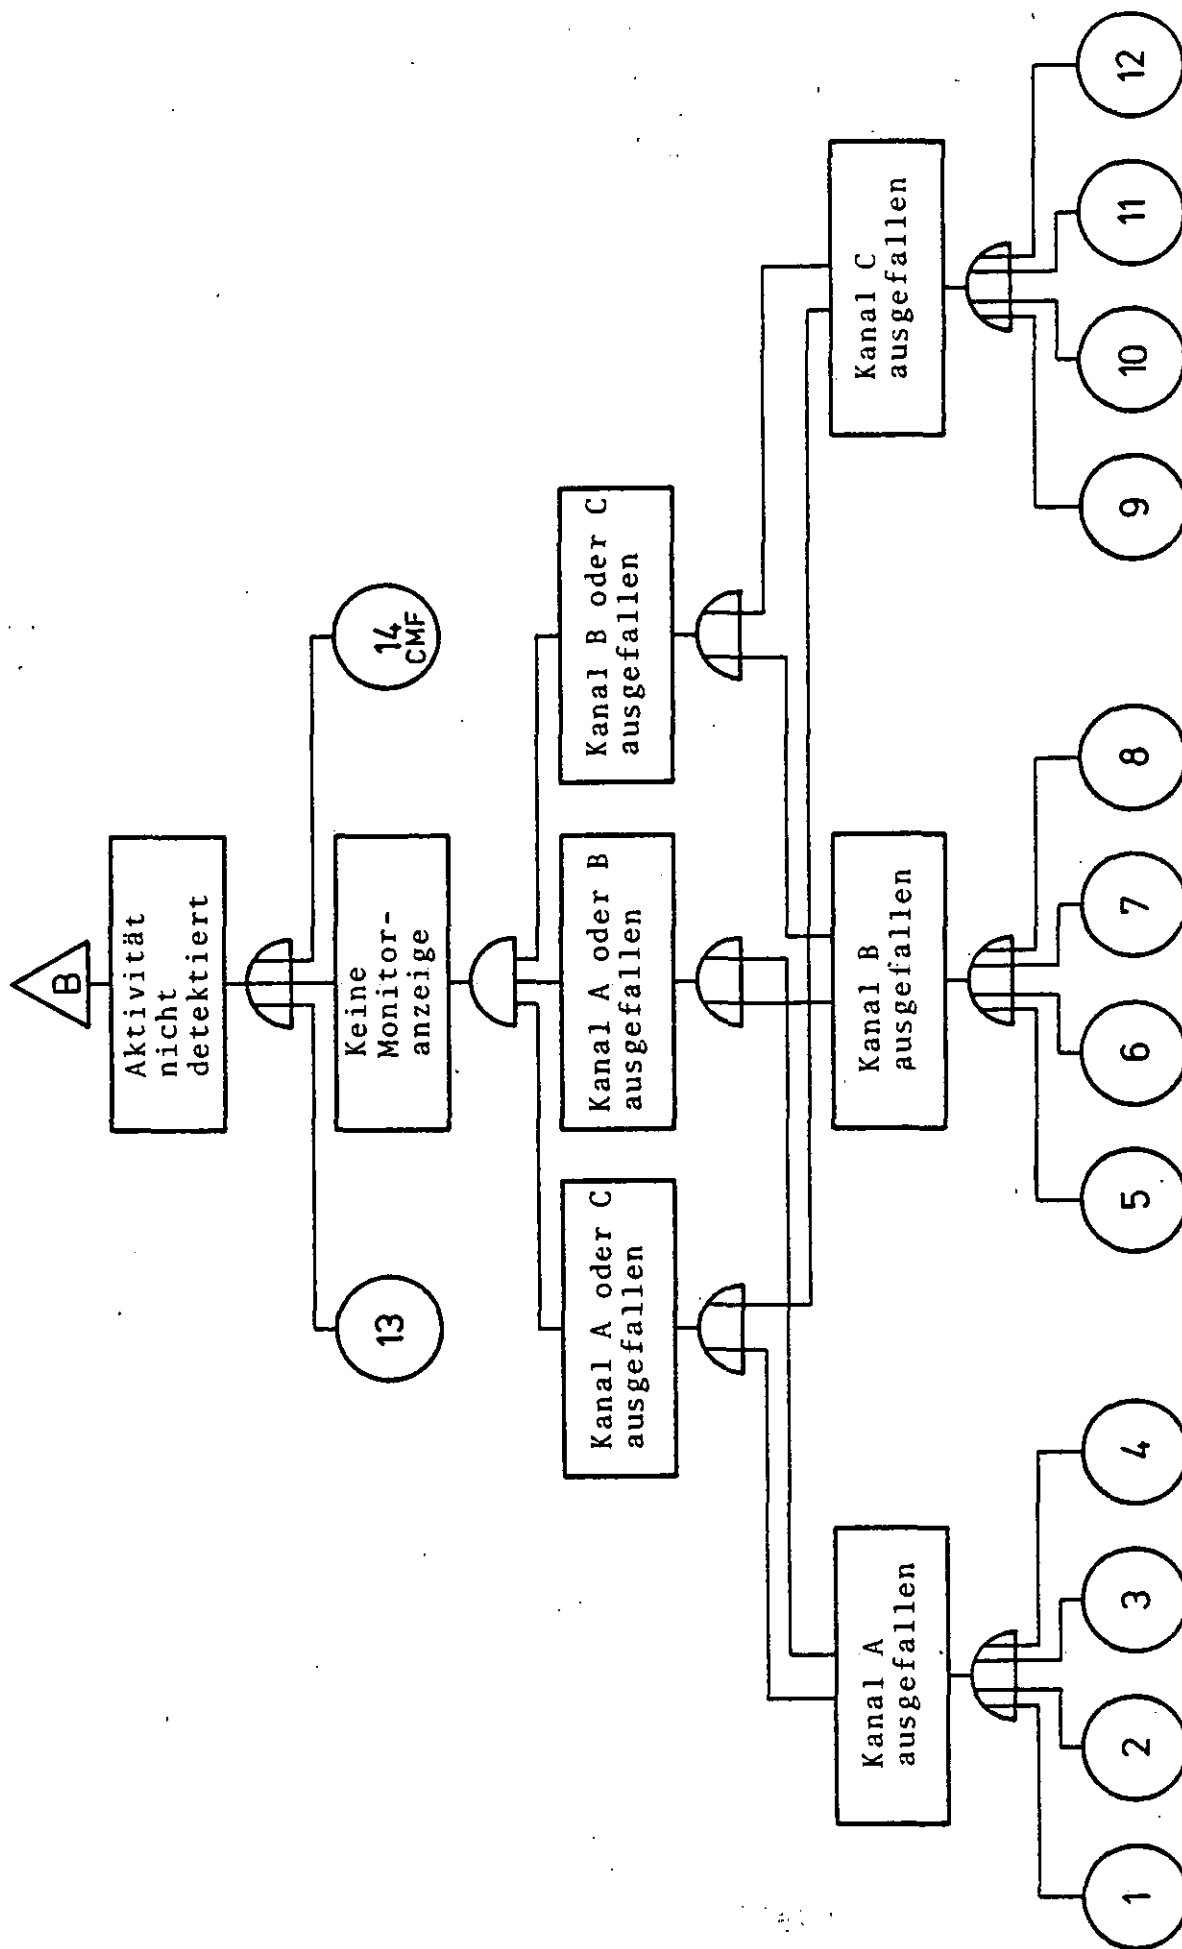 B
Aktivität
nicht
detektiert
13
Keine
Monitor-
anzeige
14
CMF
Kanal A oder C
ausgefallen
Kanal A oder B
ausgefallen
Kanal B oder C
ausgefallen
Kanal A
ausgefallen
Kanal B
ausgefallen
Kanal C
ausgefallen
1
2
3
4
5
6
7
8
9
10
11
12